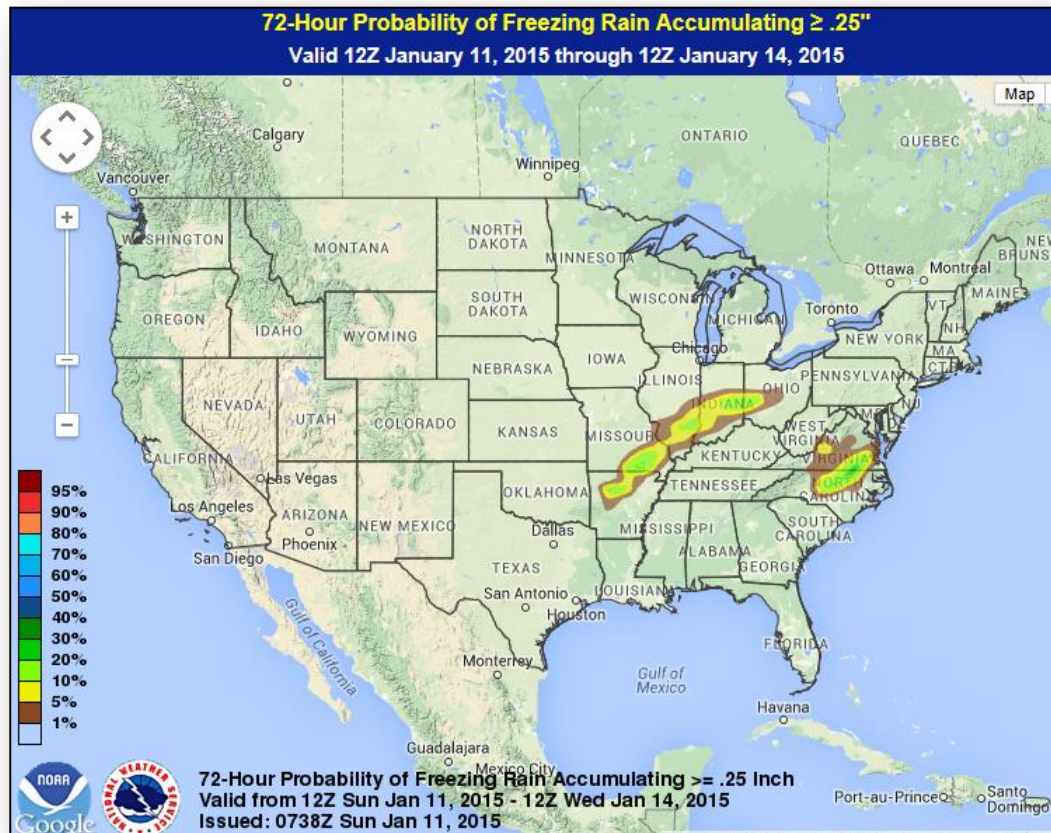 72-Hour Probability of Freezing Rain Accumulating ≥ .25"
Valid 12Z January 11, 2015 through 12Z January 14, 2015
Map
ONTARIO
QUEBEC
Calgary
Winnipeg
Vancouver
NEW
BRUNS
WASHINGTON
MONTANA
NORTH
DAKOTA
MINNESOTA
Ottawa
Montreal
MAINE
OREGON
IDAHO
SOUTH
DAKOTA
WISCONSIN
MICHIGAN
Toronto
VT
NH
WYOMING
NEW YORK
MA
CT
IOWA
Chicago
NEBRASKA
ILLINOIS
INDIANA
OHIO
PENNSYLVANIA
NJ
NEVADA
UTAH
COLORADO
KANSAS
MISSOURI
WEST
VIRGINIA
MD
DE
KENTUCKY
VIRGINIA
CALIFORNIA
Las Vegas
OKLAHOMA
TENNESSEE
NORTH
CAROLINA
Los Angeles
ARIZONA
NEW MEXICO
MISSISSIPPI
SOUTH
CAROLINA
San Diego
Phoenix
Dallas
ALABAMA
GEORGIA
TEXAS
San Antonio
Houston
LOUISIANA
Gulf of California
FLORIDA
Monterrey
Gulf of
Mexico
Havana
95%
90%
80%
70%
60%
50%
40%
30%
20%
10%
5%
1%
Guadalajara
Mexico City
Port-au-Prince
Santo
Domingo
NOAA
NATIONAL WEATHER SERVICE
Google
72-Hour Probability of Freezing Rain Accumulating >= .25 Inch
Valid from 12Z Sun Jan 11, 2015 - 12Z Wed Jan 14, 2015
Issued: 0738Z Sun Jan 11, 2015